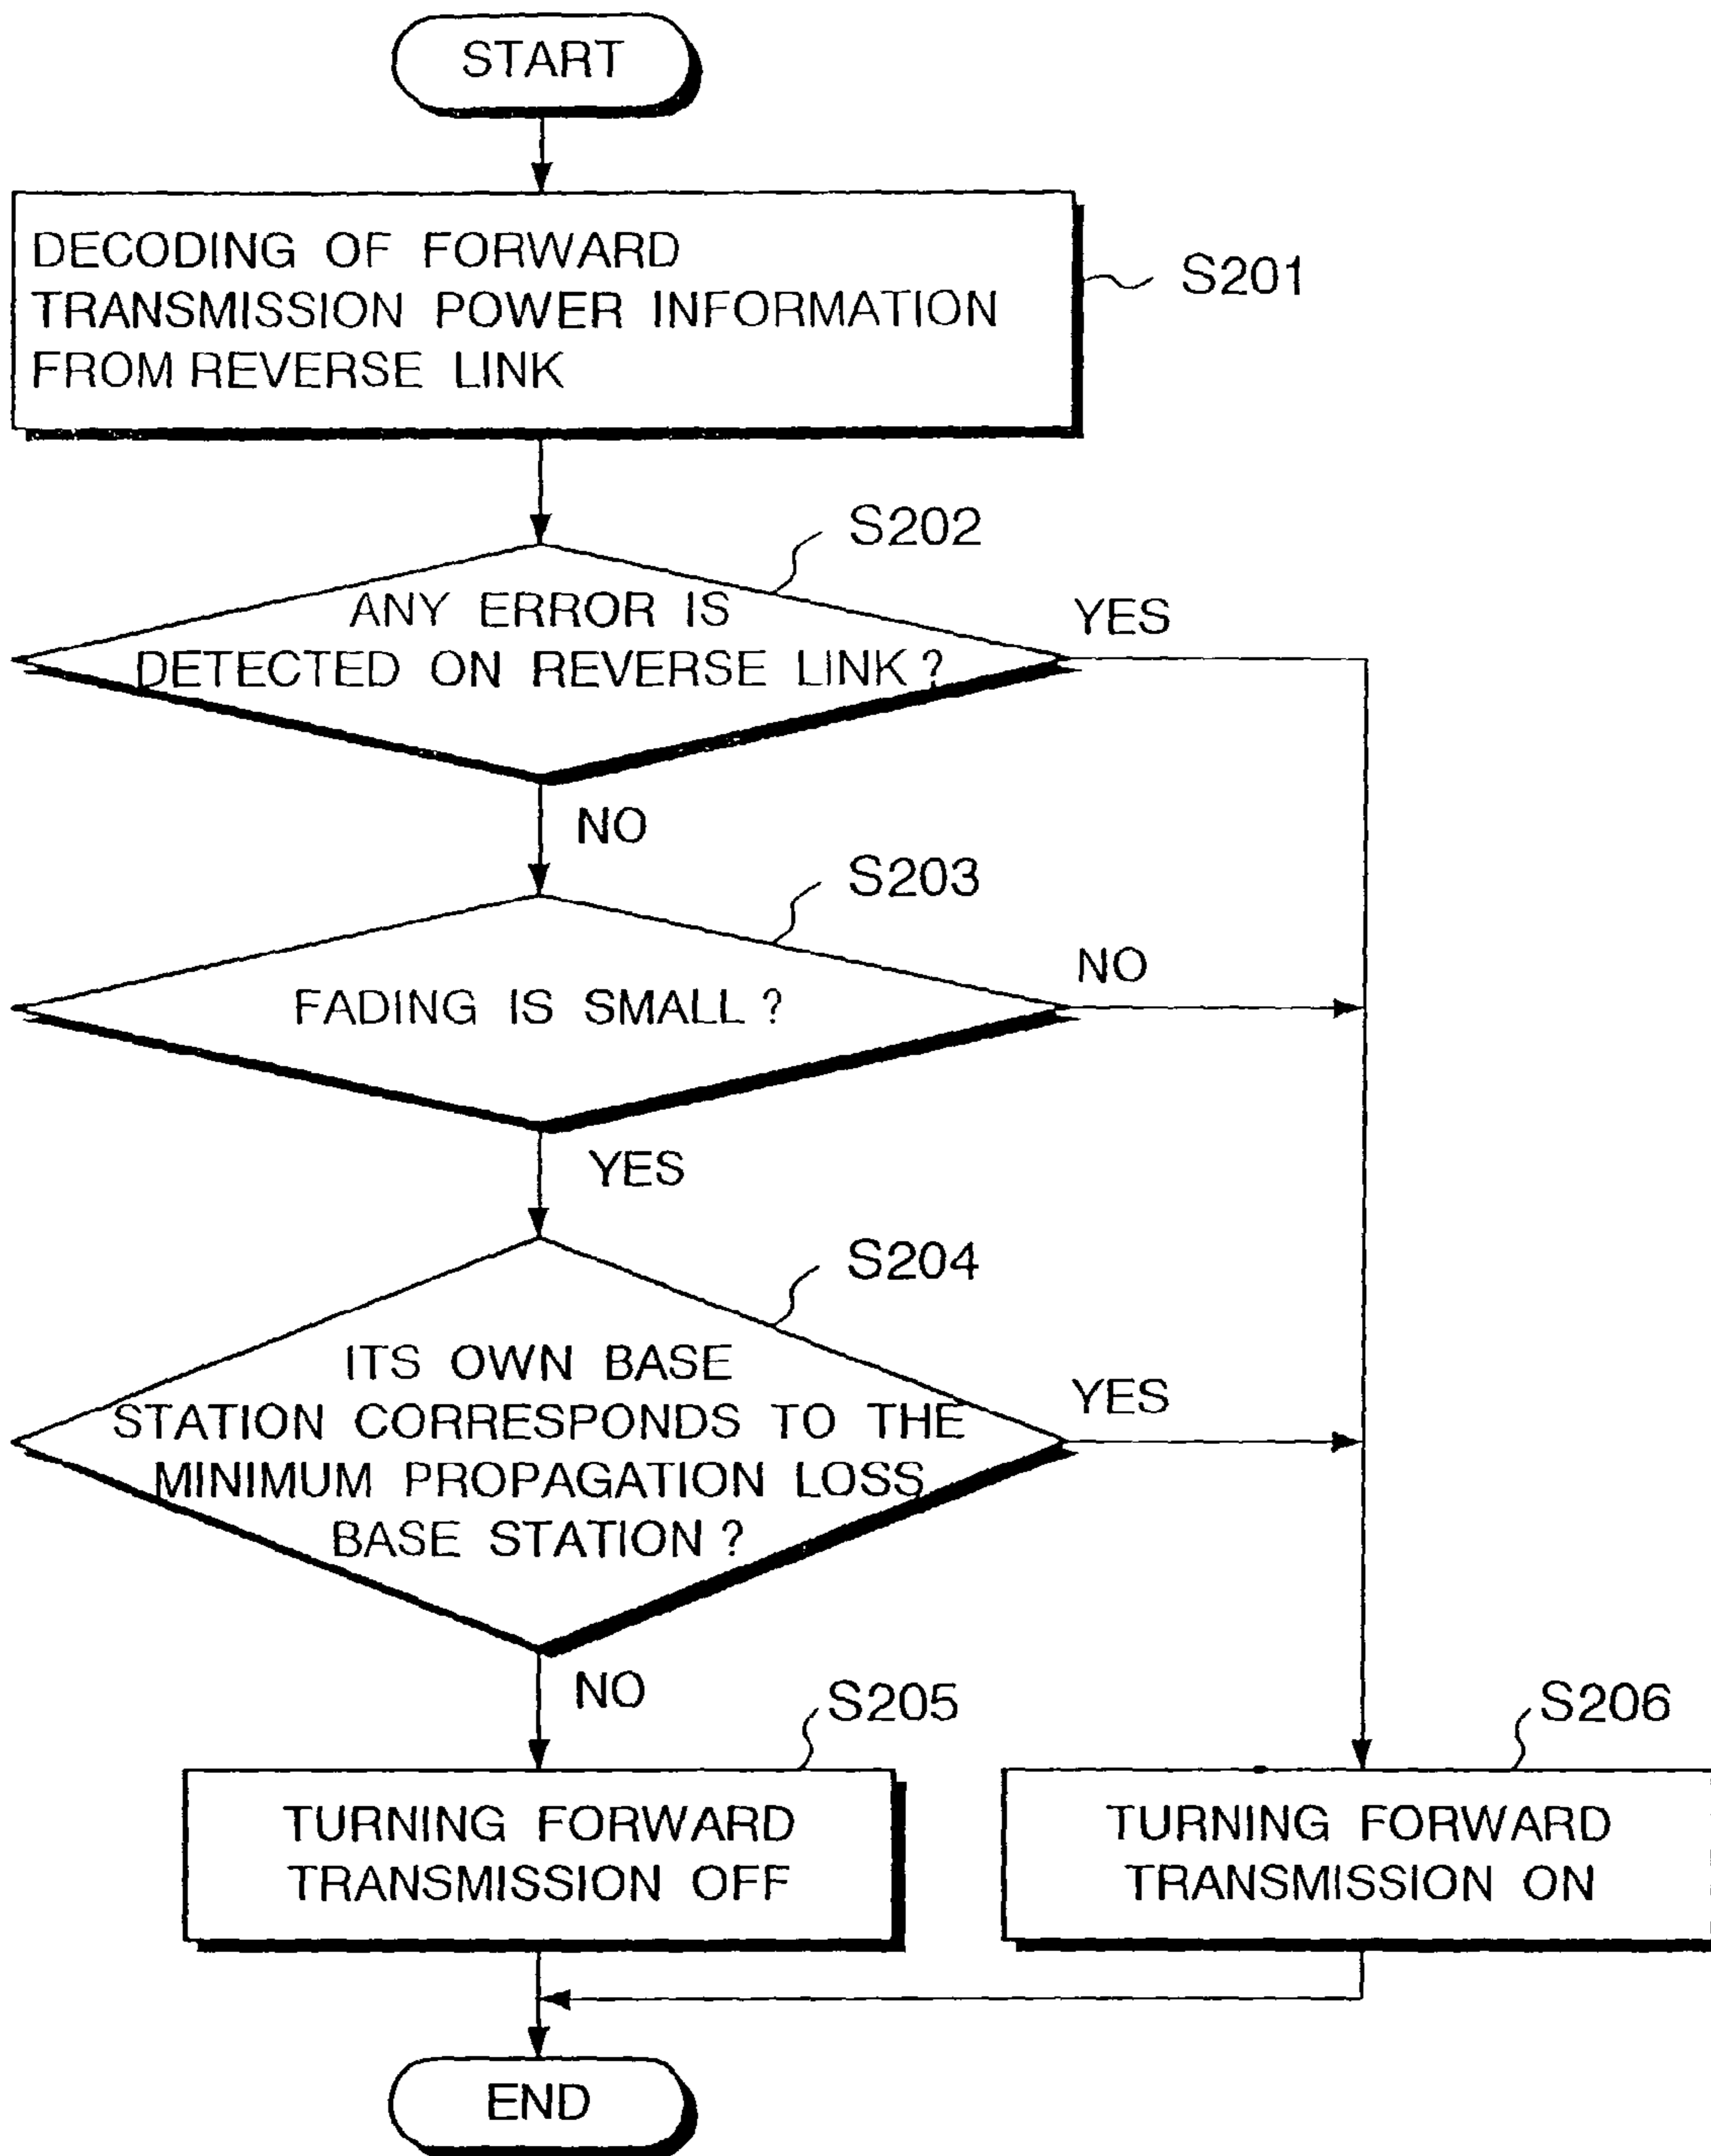 START
DECODING OF FORWARD
TRANSMISSION POWER INFORMATION
FROM REVERSE LINK
S201
S202
ANY ERROR IS
DETECTED ON REVERSE LINK ?
YES
NO
S203
FADING IS SMALL ?
NO
YES
S204
ITS OWN BASE
STATION CORRESPONDS TO THE
MINIMUM PROPAGATION LOSS
BASE STATION ?
YES
NO
S205
TURNING FORWARD
TRANSMISSION OFF
S206
TURNING FORWARD
TRANSMISSION ON
END